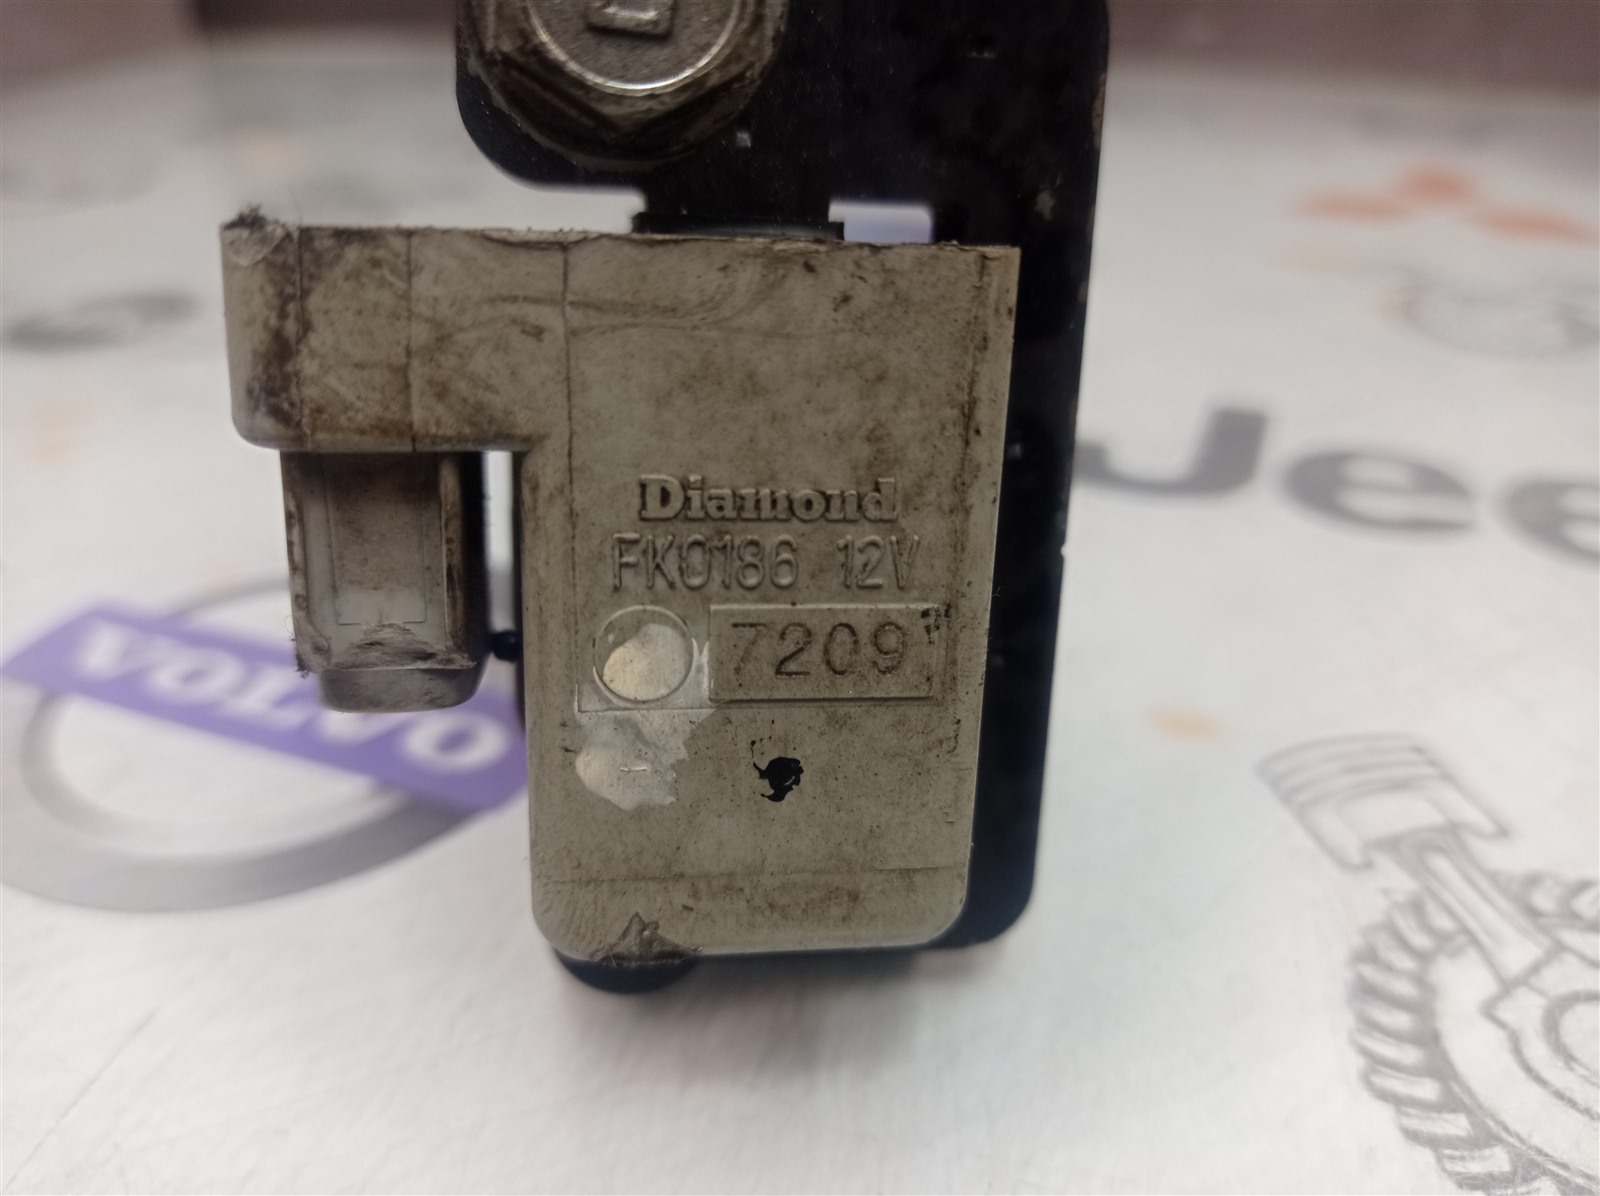 Diamond
FK0186 12V
7209
VOLVO
Jee